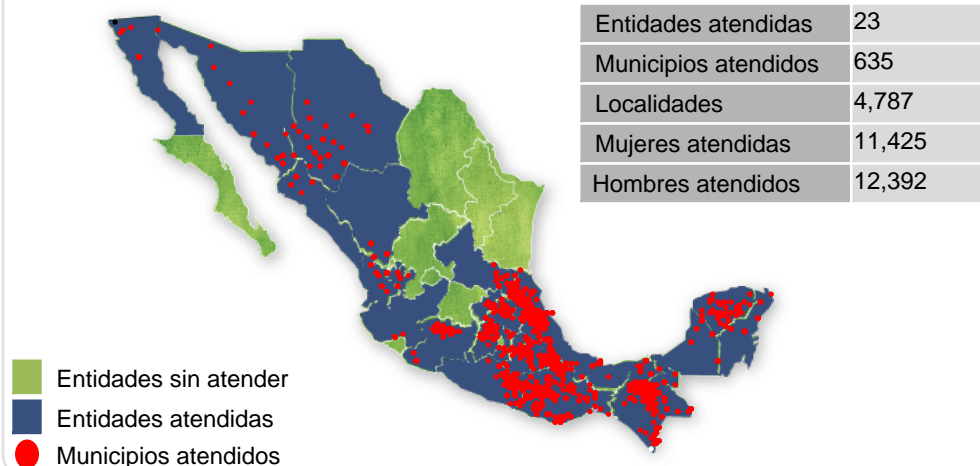 Entidades atendidas 23
Municipios atendidos 635
Localidades 4,787
Mujeres atendidas 11,425
Hombres atendidos 12,392
Entidades sin atender
Entidades atendidas
Municipios atendidos